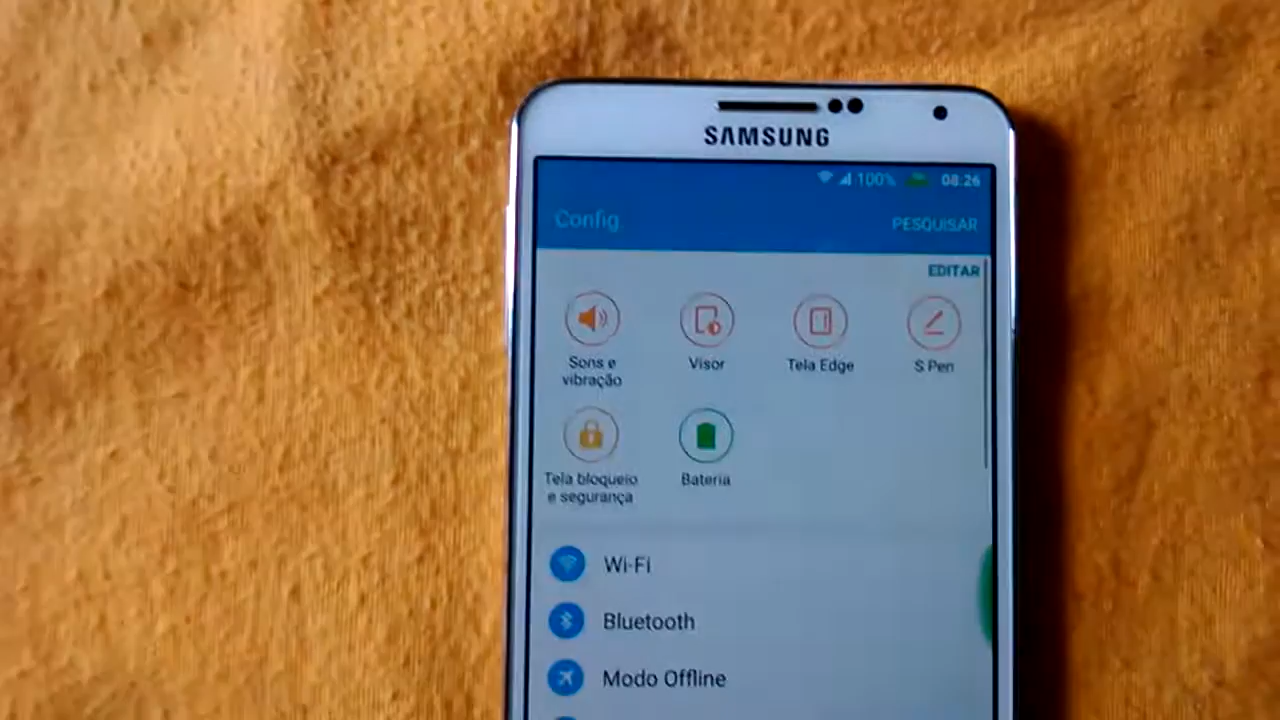 SAMSUNG
100% 08:26
Config
PESQUISAR
EDITAR
Sons e
vibração
Visor
Tela Edge
S Pen
Tela bloqueio
e segurança
Bateria
Wi-Fi
Bluetooth
Modo Offline